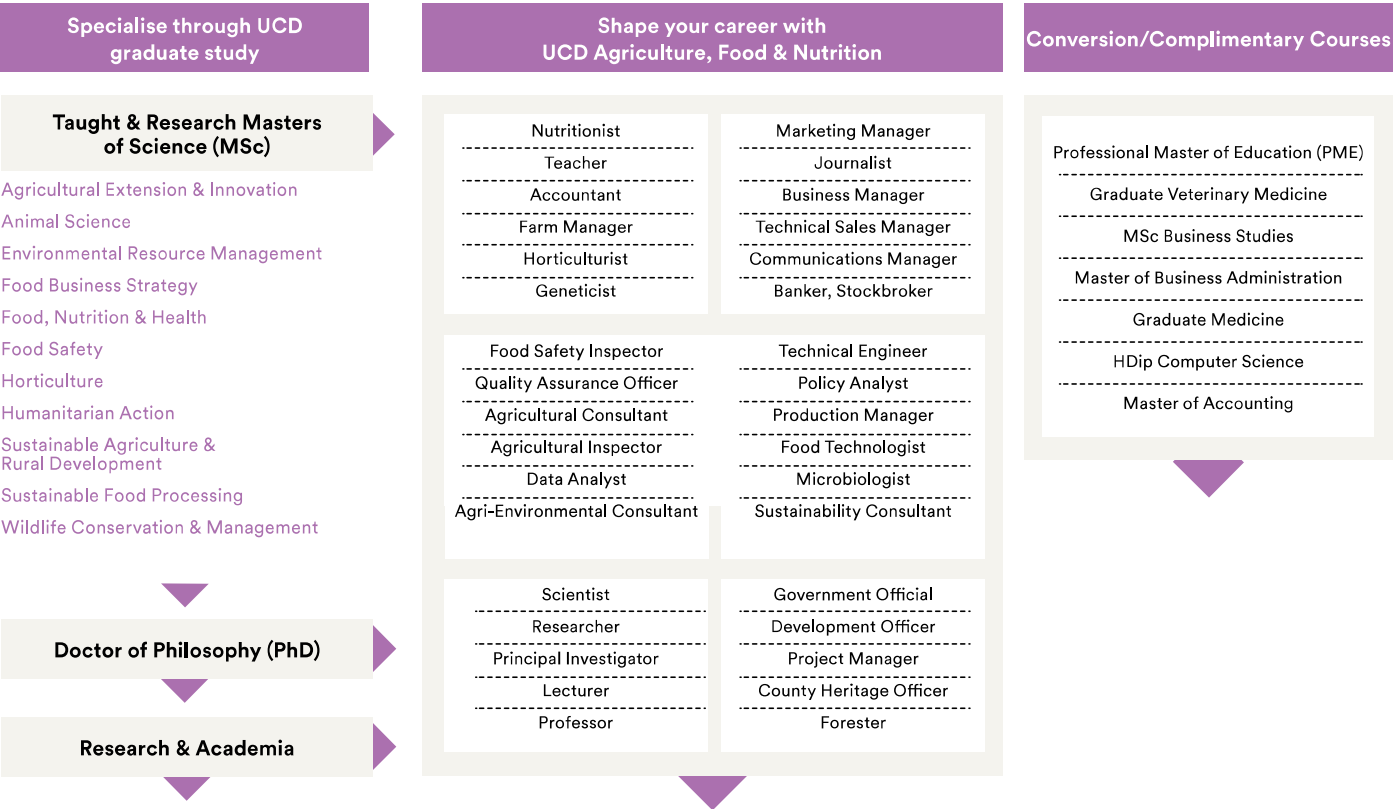 Specialise through UCD
graduate study
Taught & Research Masters
of Science (MSc)
Agricultural Extension & Innovation
Animal Science
Environmental Resource Management
Food Business Strategy
Food, Nutrition & Health
Food Safety
Horticulture
Humanitarian Action
Sustainable Agriculture &
Rural Development
Sustainable Food Processing
Wildlife Conservation & Management
Doctor of Philosophy (PhD)
Research & Academia
Shape your career with
UCD Agriculture, Food & Nutrition
Nutritionist
Teacher
Accountant
Farm Manager
Horticulturist
Geneticist
Marketing Manager
Journalist
Business Manager
Technical Sales Manager
Communications Manager
Banker, Stockbroker
Food Safety Inspector
Quality Assurance Officer
Agricultural Consultant
Agricultural Inspector
Data Analyst
Agri-Environmental Consultant
Technical Engineer
Policy Analyst
Production Manager
Food Technologist
Microbiologist
Sustainability Consultant
Scientist
Researcher
Principal Investigator
Lecturer
Professor
Government Official
Development Officer
Project Manager
County Heritage Officer
Forester
Conversion/Complimentary Courses
Professional Master of Education (PME)
Graduate Veterinary Medicine
MSc Business Studies
Master of Business Administration
Graduate Medicine
HDip Computer Science
Master of Accounting